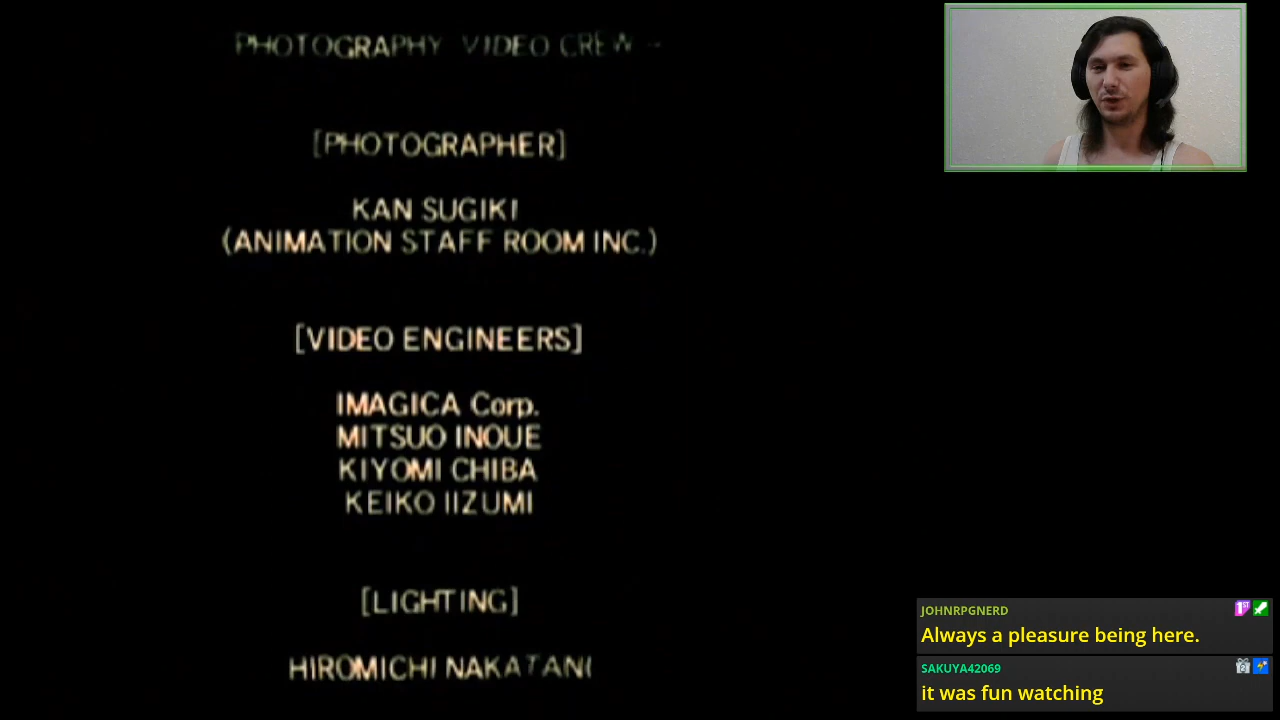 PHOTOGRAPHY VIDEO CREW -
[PHOTOGRAPHER]
KAN SUGIKI
(ANIMATION STAFF ROOM INC.)
[VIDEO ENGINEERS]
IMAGICA Corp.
MITSUO INOUE
KIYOMI CHIBA
KEIKO IIZUMI
[LIGHTING]
HIROMICHI NAKATANI
JOHNRPGNERD
1ST
Always a pleasure being here.
SAKUYA42069
it was fun watching